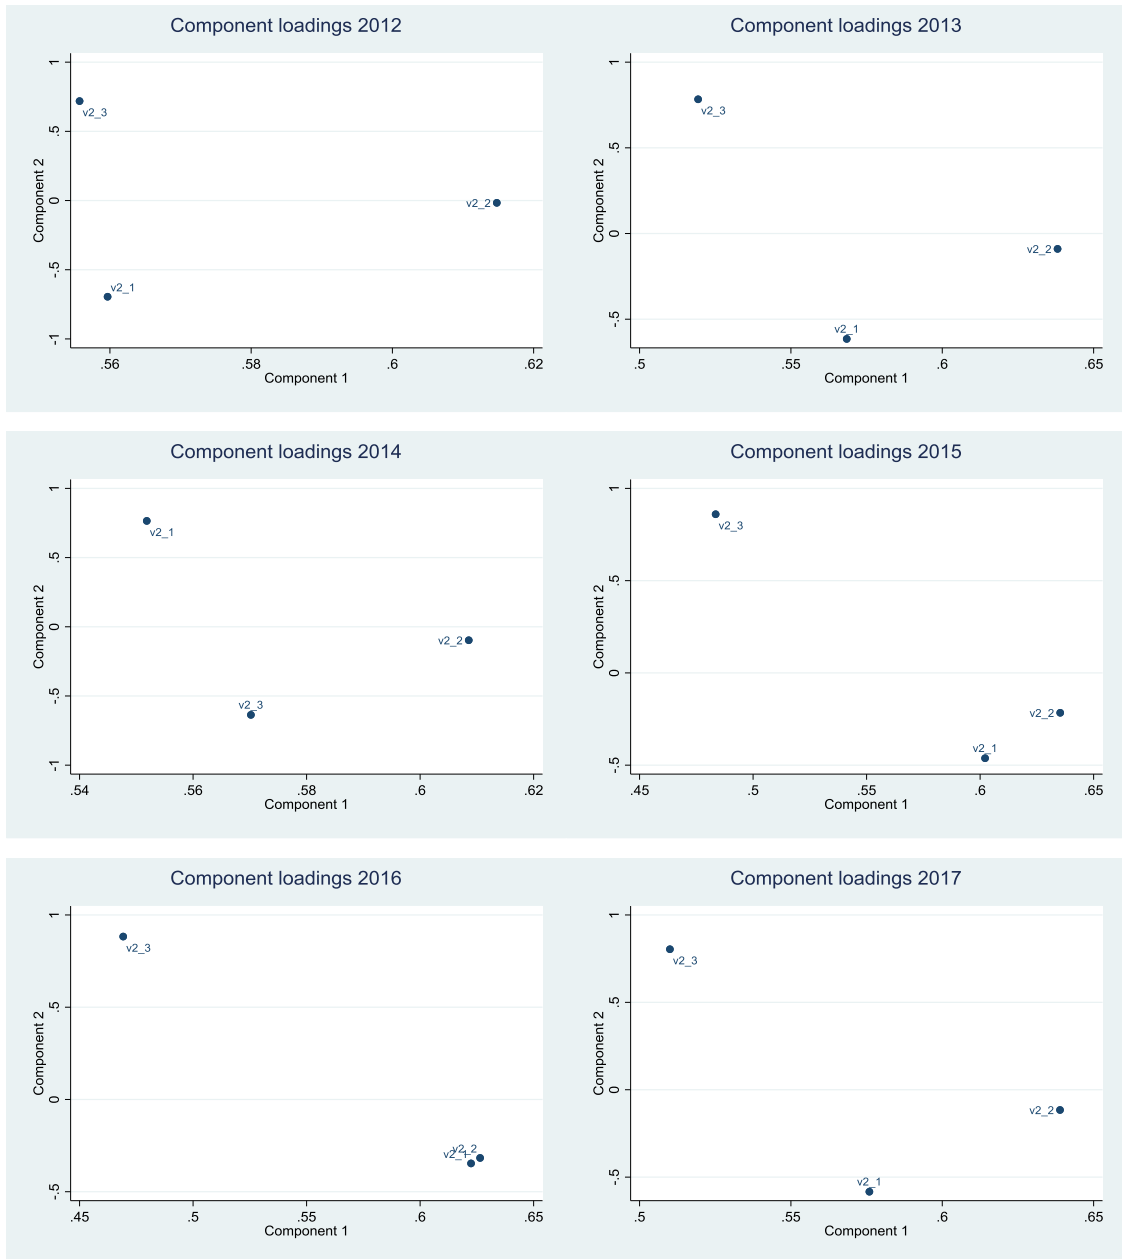 Component loadings 2012
Component 2
1
.5
0
-.5
-1
v2_3
v2_2
v2_1
.56
.58
.6
.62
Component 1
Component loadings 2013
Component 2
1
.5
0
-.5
v2_3
v2_2
v2_1
.5
.55
.6
.65
Component 1
Component loadings 2014
Component 2
1
.5
0
-.5
-1
v2_1
v2_2
v2_3
.54
.56
.58
.6
.62
Component 1
Component loadings 2015
Component 2
1
.5
0
-.5
v2_3
v2_2
v2_1
.45
.5
.55
.6
.65
Component 1
Component loadings 2016
Component 2
1
.5
0
-.5
v2_3
v2_2
v2_1
.45
.5
.55
.6
.65
Component 1
Component loadings 2017
Component 2
1
.5
0
-.5
v2_3
v2_2
v2_1
.5
.55
.6
.65
Component 1